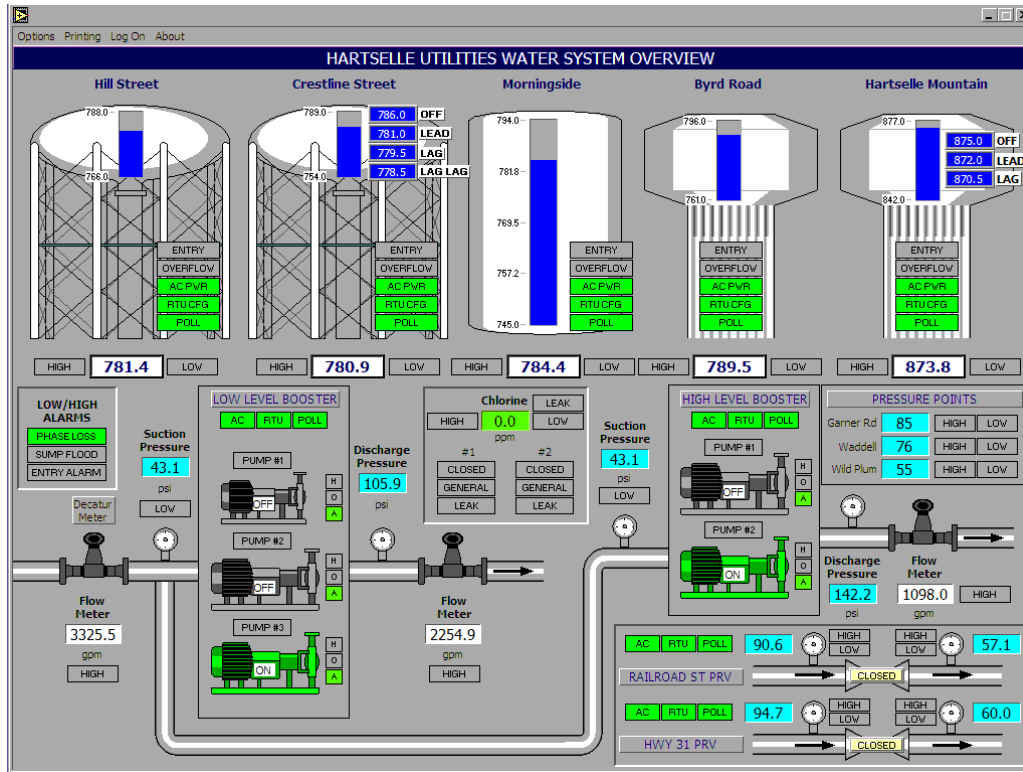 Options Printing Log On About
HARTSELLE UTILITIES WATER SYSTEM OVERVIEW
Hill Street Crestline Street Morningside Byrd Road Hartselle Mountain
788.0
766.0
789.0
754.0
786.0 OFF
781.0 LEAD
779.5 LAG
778.5 LAG LAG
794.0
781.8
769.5
757.2
745.0
796.0
761.0
877.0
842.0
875.0 OFF
872.0 LEAD
870.5 LAG
ENTRY ENTRY ENTRY ENTRY ENTRY
OVERFLOW OVERFLOW OVERFLOW OVERFLOW OVERFLOW
AC PWR AC PWR AC PWR AC PWR AC PWR
RTU CFG RTU CFG RTU CFG RTU CFG RTU CFG
POLL POLL POLL POLL POLL
HIGH 781.4 LOW HIGH 780.9 LOW HIGH 784.4 LOW HIGH 789.5 LOW HIGH 873.8 LOW
LOW/HIGH
ALARMS
PHASE LOSS
SUMP FLOOD
ENTRY ALARM
Decatur
Meter
Suction
Pressure
43.1
psi
LOW
Flow
Meter
3325.5
gpm
HIGH
LOW LEVEL BOOSTER
AC RTU POLL
PUMP #1
OFF
H
O
A
PUMP #2
OFF
H
O
A
PUMP #3
ON
H
O
A
Discharge
Pressure
105.9
psi
Flow
Meter
2254.9
gpm
HIGH
Chlorine LEAK
HIGH 0.0 LOW
ppm
#1 #2
CLOSED CLOSED
GENERAL GENERAL
LEAK LEAK
Suction
Pressure
43.1
psi
LOW
HIGH LEVEL BOOSTER
AC RTU POLL
PUMP #1
OFF
H
O
A
PUMP #2
ON
H
O
A
PRESSURE POINTS
Garner Rd 85 HIGH LOW
Waddell 76 HIGH LOW
Wild Plum 55 HIGH LOW
Discharge
Pressure
142.2
psi
Flow
Meter
1098.0 HIGH
gpm
AC RTU POLL 90.6 HIGH LOW HIGH LOW 57.1
RAILROAD ST PRV CLOSED
AC RTU POLL 94.7 HIGH LOW HIGH LOW 60.0
HWY 31 PRV CLOSED